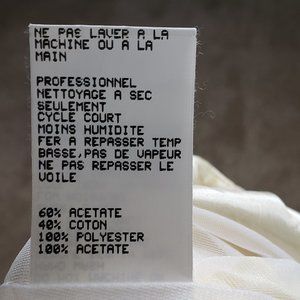 NE PAS LAVER A LA
MACHINE OU A LA
MAIN
PROFESSIONNEL
NETTOYAGE A SEC
SEULEMENT
CYCLE COURT
MOINS HUMIDITE
FER A REPASSER TEMP
BASSE,PAS DE VAPEUR
NE PAS REPASSER LE
VOILE
60% ACETATE
40% COTON
100% POLYESTER
100% ACETATE